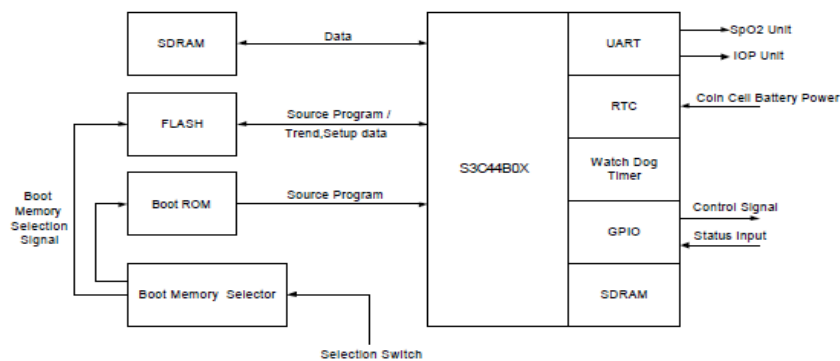 SDRAM
Data
FLASH
Source Program /
Trend,Setup data
Boot ROM
Source Program
Boot
Memory
Selection
Signal
Boot Memory Selector
Selection Switch
S3C44B0X
UART
SpO2 Unit
IOP Unit
RTC
Coin Cell Battery Power
Watch Dog
Timer
GPIO
Control Signal
Status Input
SDRAM